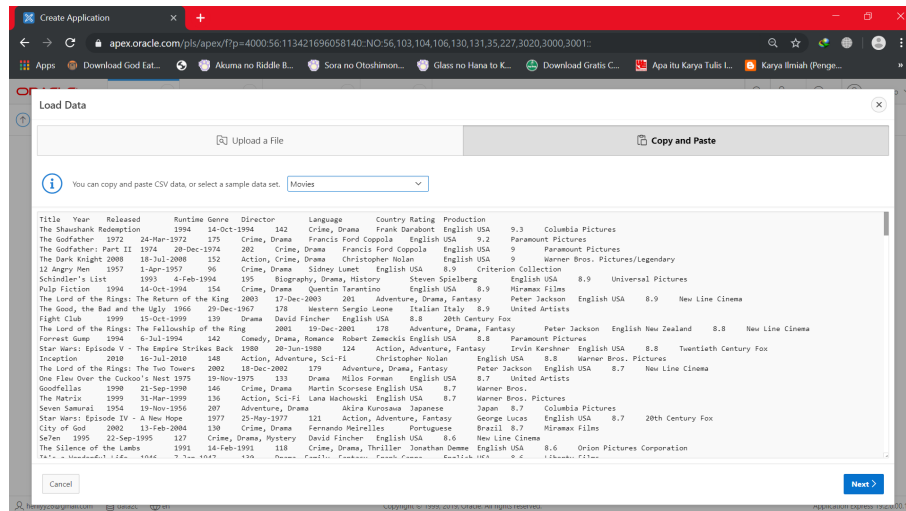 Create Application
apex.oracle.com/pls/apex/f?p=4000:56:113421696058140::NO:56,103,104,106,130,131,35,227,3020,3000,3001::
Apps Download God Eat... Akuma no Riddle B... Sora no Otoshimon... Glass no Hana to K... Download Gratis C... Apa itu Karya Tulis I... Karya Ilmiah (Penge... »
Load Data
Upload a File Copy and Paste
You can copy and paste CSV data, or select a sample data set. Movies
Title Year Released Runtime Genre Director Language Country Rating Production
The Shawshank Redemption 1994 14-Oct-1994 142 Crime, Drama Frank Darabont English USA 9.3 Columbia Pictures
The Godfather 1972 24-Mar-1972 175 Crime, Drama Francis Ford Coppola English USA 9.2 Paramount Pictures
The Godfather: Part II 1974 20-Dec-1974 202 Crime, Drama Francis Ford Coppola English USA 9 Paramount Pictures
The Dark Knight 2008 18-Jul-2008 152 Action, Crime, Drama Christopher Nolan English USA 9 Warner Bros. Pictures/Legendary
12 Angry Men 1957 1-Apr-1957 96 Crime, Drama Sidney Lumet English USA 8.9 Criterion Collection
Schindler's List 1993 4-Feb-1994 195 Biography, Drama, History Steven Spielberg English USA 8.9 Universal Pictures
Pulp Fiction 1994 14-Oct-1994 154 Crime, Drama Quentin Tarantino English USA 8.9 Miramax Films
The Lord of the Rings: The Return of the King 2003 17-Dec-2003 201 Adventure, Drama, Fantasy Peter Jackson English USA 8.9 New Line Cinema
The Good, the Bad and the Ugly 1966 29-Dec-1967 178 Western Sergio Leone Italian Italy 8.9 United Artists
Fight Club 1999 15-Oct-1999 139 Drama David Fincher English USA 8.8 20th Century Fox
The Lord of the Rings: The Fellowship of the Ring 2001 19-Dec-2001 178 Adventure, Drama, Fantasy Peter Jackson English New Zealand 8.8 New Line Cinema
Forrest Gump 1994 6-Jul-1994 142 Comedy, Drama, Romance Robert Zemeckis English USA 8.8 Paramount Pictures
Star Wars: Episode V - The Empire Strikes Back 1980 20-Jun-1980 124 Action, Adventure, Fantasy Irvin Kershner English USA 8.8 Twentieth Century Fox
Inception 2010 16-Jul-2010 148 Action, Adventure, Sci-Fi Christopher Nolan English USA 8.8 Warner Bros. Pictures
The Lord of the Rings: The Two Towers 2002 18-Dec-2002 179 Adventure, Drama, Fantasy Peter Jackson English USA 8.7 New Line Cinema
One Flew Over the Cuckoo's Nest 1975 19-Nov-1975 133 Drama Milos Forman English USA 8.7 United Artists
Goodfellas 1990 21-Sep-1990 146 Crime, Drama Martin Scorsese English USA 8.7 Warner Bros.
The Matrix 1999 31-Mar-1999 136 Action, Sci-Fi Lana Wachowski English USA 8.7 Warner Bros. Pictures
Seven Samurai 1954 19-Nov-1956 207 Adventure, Drama Akira Kurosawa Japanese Japan 8.7 Columbia Pictures
Star Wars: Episode IV - A New Hope 1977 25-May-1977 121 Action, Adventure, Fantasy George Lucas English USA 8.7 20th Century Fox
City of God 2002 13-Feb-2004 130 Crime, Drama Fernando Meirelles Portuguese Brazil 8.7 Miramax Films
Se7en 1995 22-Sep-1995 127 Crime, Drama, Mystery David Fincher English USA 8.6 New Line Cinema
The Silence of the Lambs 1991 14-Feb-1991 118 Crime, Drama, Thriller Jonathan Demme English USA 8.6 Orion Pictures Corporation
It's a Wonderful Life 1946 7-Jan-1947 130 Drama, Family, Fantasy Frank Capra English USA 8.6 Liberty Films
Cancel Next >
Copyright © 1999, 2019, Oracle. All rights reserved.